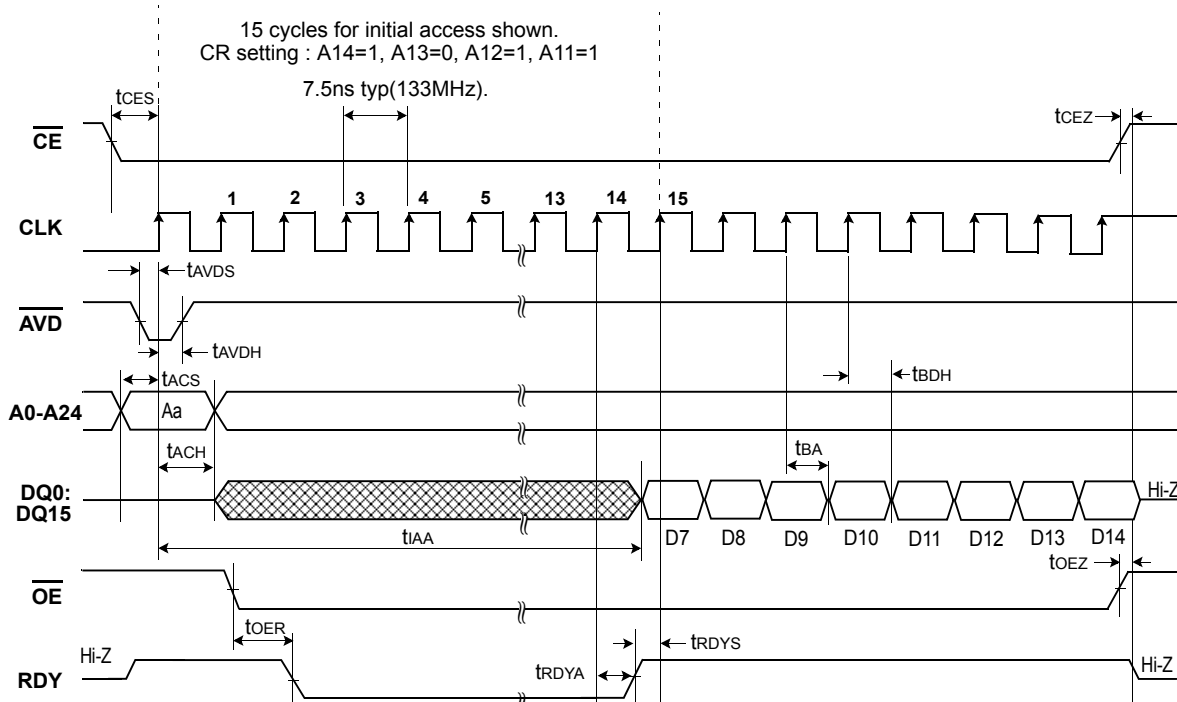 15 cycles for initial access shown.
CR setting : A14=1, A13=0, A12=1, A11=1
7.5ns typ(133MHz).
tCES
tCEZ
CE
1 2 3 4 5 13 14 15
CLK
tAVDS
AVD
tAVDH
tACS
tBDH
A0-A24
Aa
tACH
tBA
DQ0:
DQ15
Hi-Z
tIAA
D7 D8 D9 D10 D11 D12 D13 D14
tOEZ
OE
tOER
tRDYS
Hi-Z
tRDYA
Hi-Z
RDY